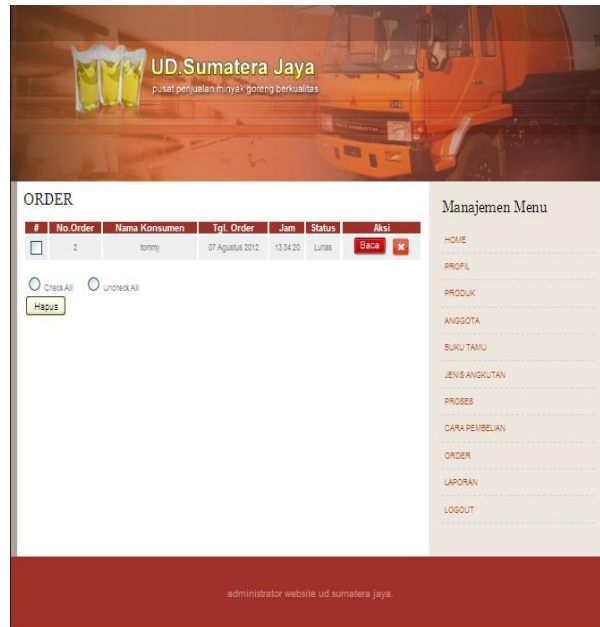 UD.Sumatera Jaya
pusat penjualan minyak goreng berkualitas
ORDER
# No.Order Nama Konsumen Tgl. Order Jam Status Aksi
2 tommy 07 Agustus 2012 13:34:20 Lunas Baca
Check All Uncheck All
Hapus
Manajemen Menu
HOME
PROFIL
PRODUK
ANGGOTA
BUKU TAMU
JENIS ANGKUTAN
PROSES
CARA PEMBELIAN
ORDER
LAPORAN
LOGOUT
administrator website ud.sumatera jaya.